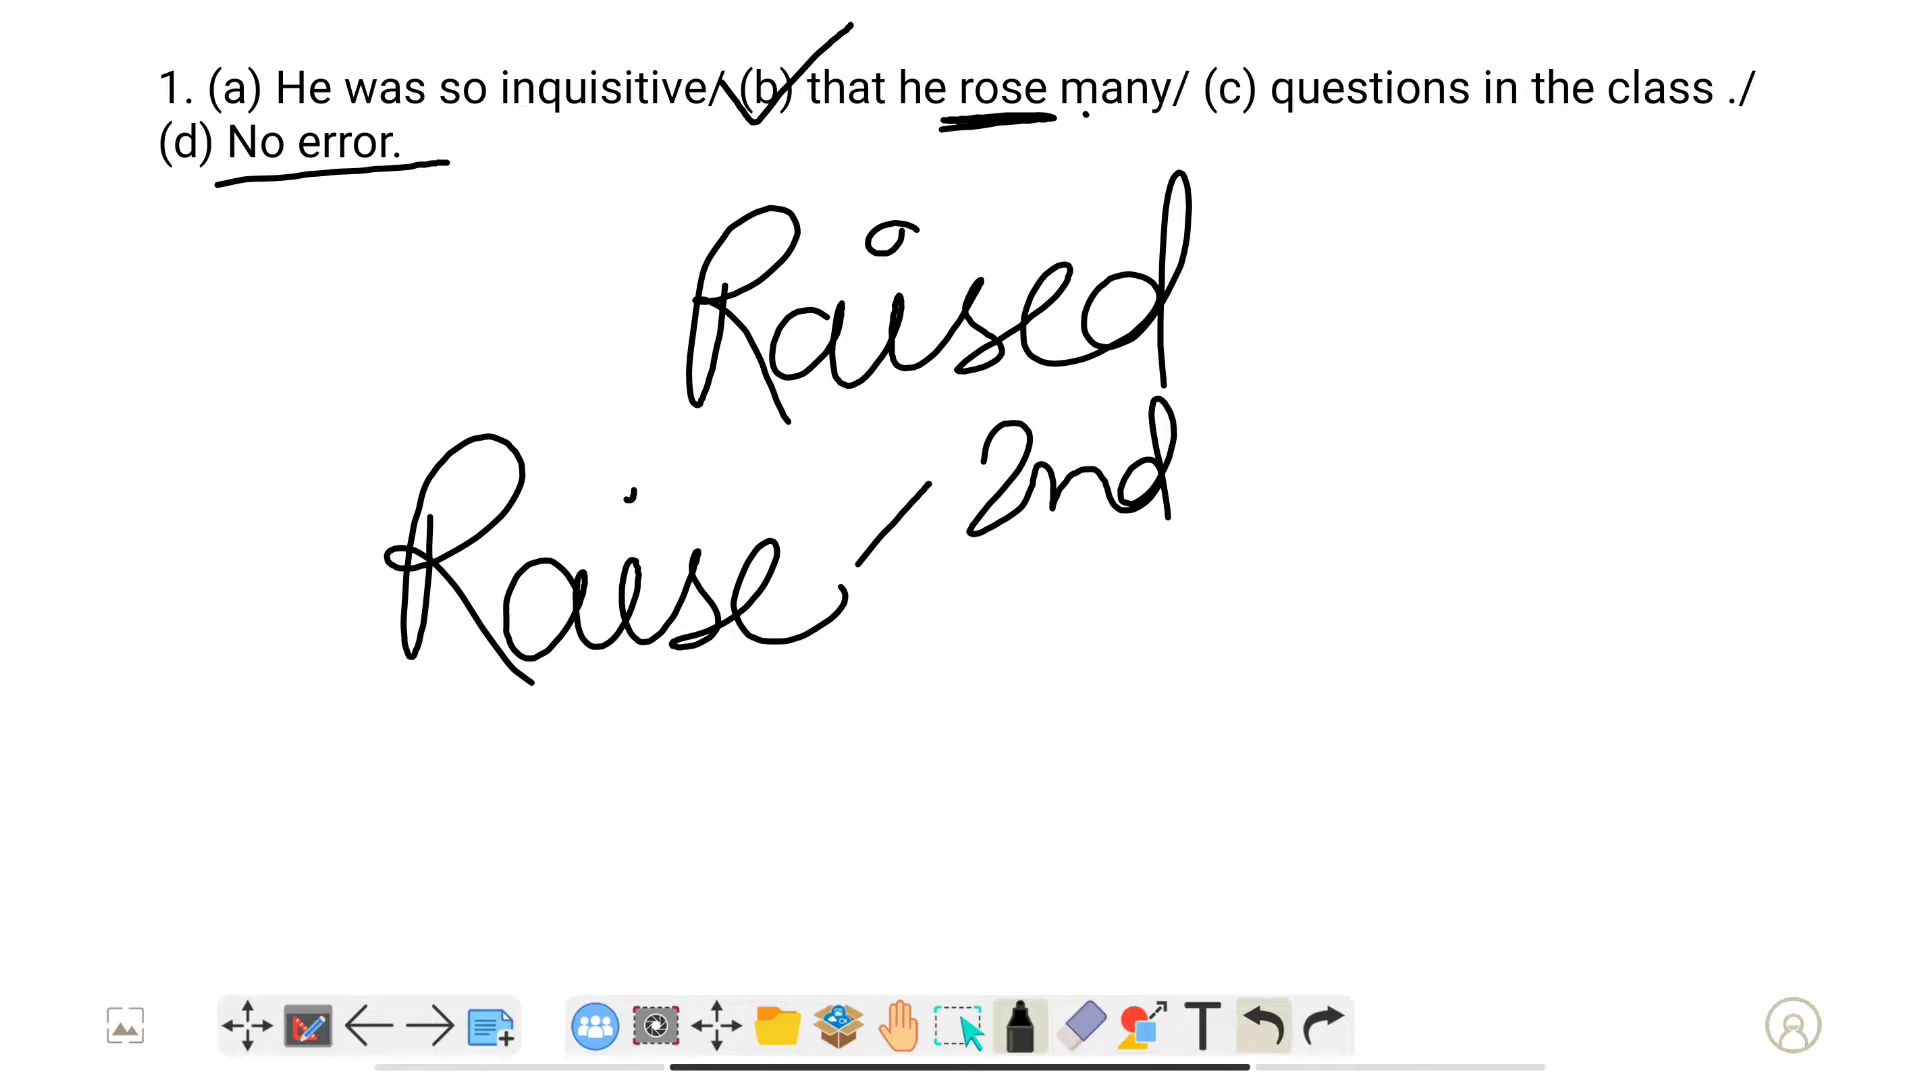 1. (a) He was so inquisitive/ (b) that he rose many/ (c) questions in the class ./
(d) No error.
Raised
Raise 2nd